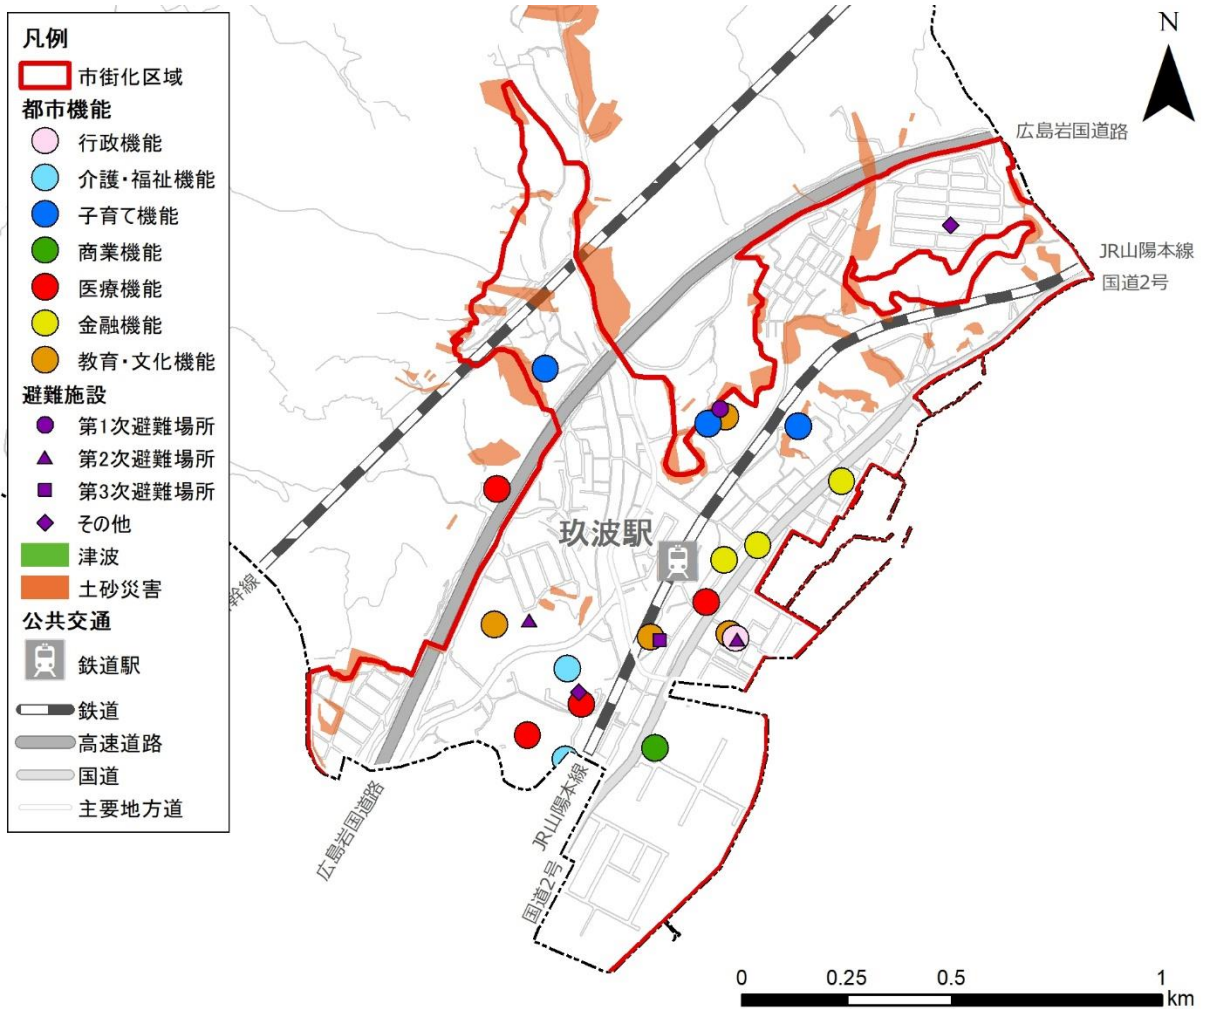 凡例
市街化区域
都市機能
行政機能
介護・福祉機能
子育て機能
商業機能
医療機能
金融機能
教育・文化機能
避難施設
第1次避難場所
第2次避難場所
第3次避難場所
その他
津波
土砂災害
公共交通
鉄道駅
鉄道
高速道路
国道
主要地方道
N
広島岩国道路
JR山陽本線
国道2号
玖波駅
幹線
広島岩国道路
JR山陽本線
国道2号
0 0.25 0.5 1
km